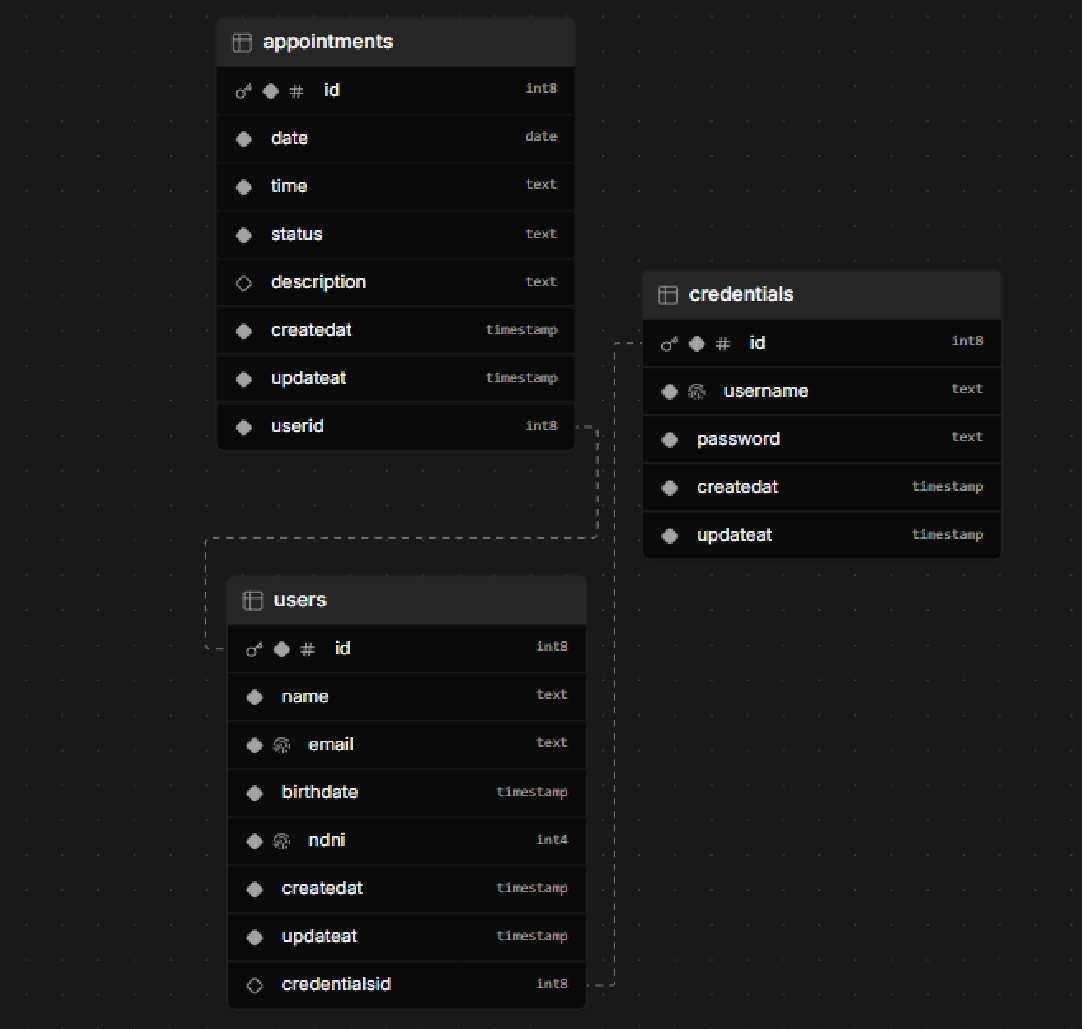 appointments
id int8
date date
time text
status text
description text
createdat timestamp
updateat timestamp
userid int8
credentials
id int8
username text
password text
createdat timestamp
updateat timestamp
users
id int8
name text
email text
birthdate timestamp
ndni int4
createdat timestamp
updateat timestamp
credentialsid int8